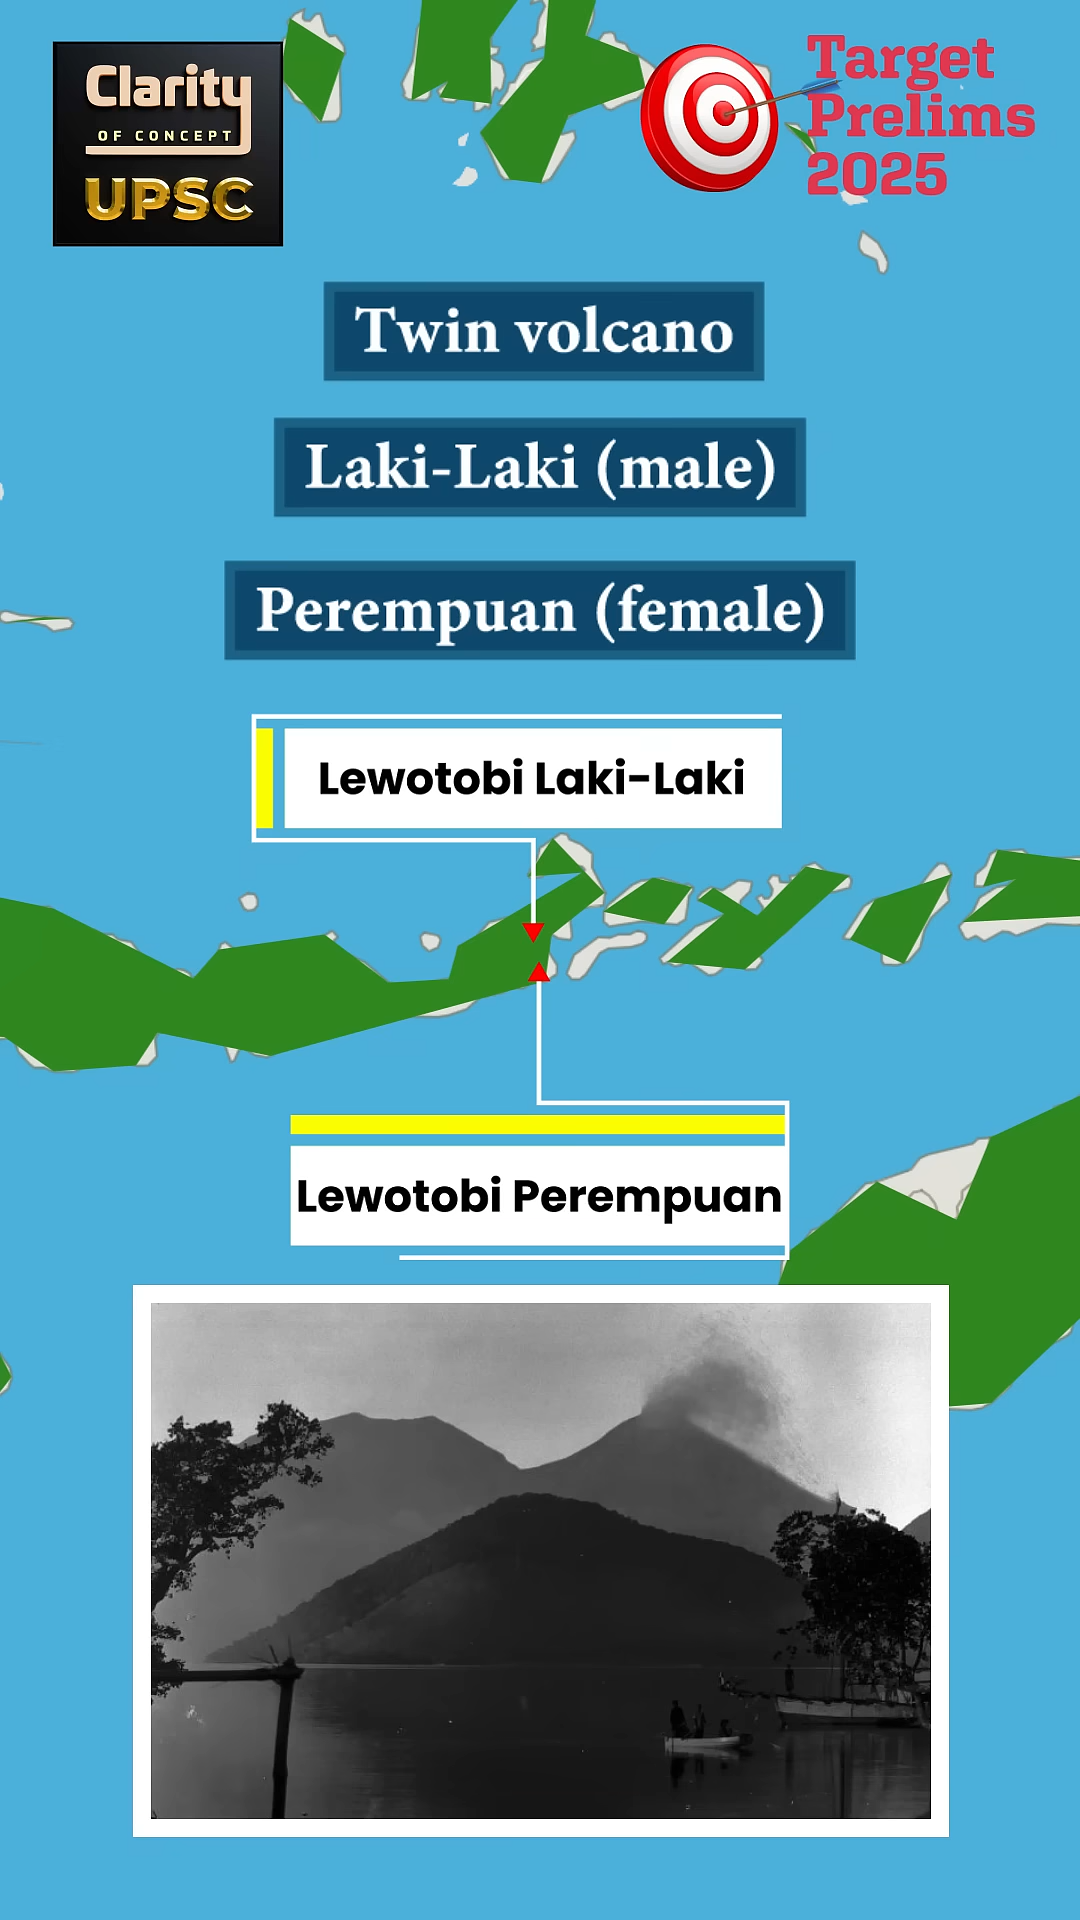 Clarity
OF CONCEPT
UPSC
Target
Prelims
2025
Twin volcano
Laki-Laki (male)
Perempuan (female)
Lewotobi Laki-Laki
Lewotobi Perempuan